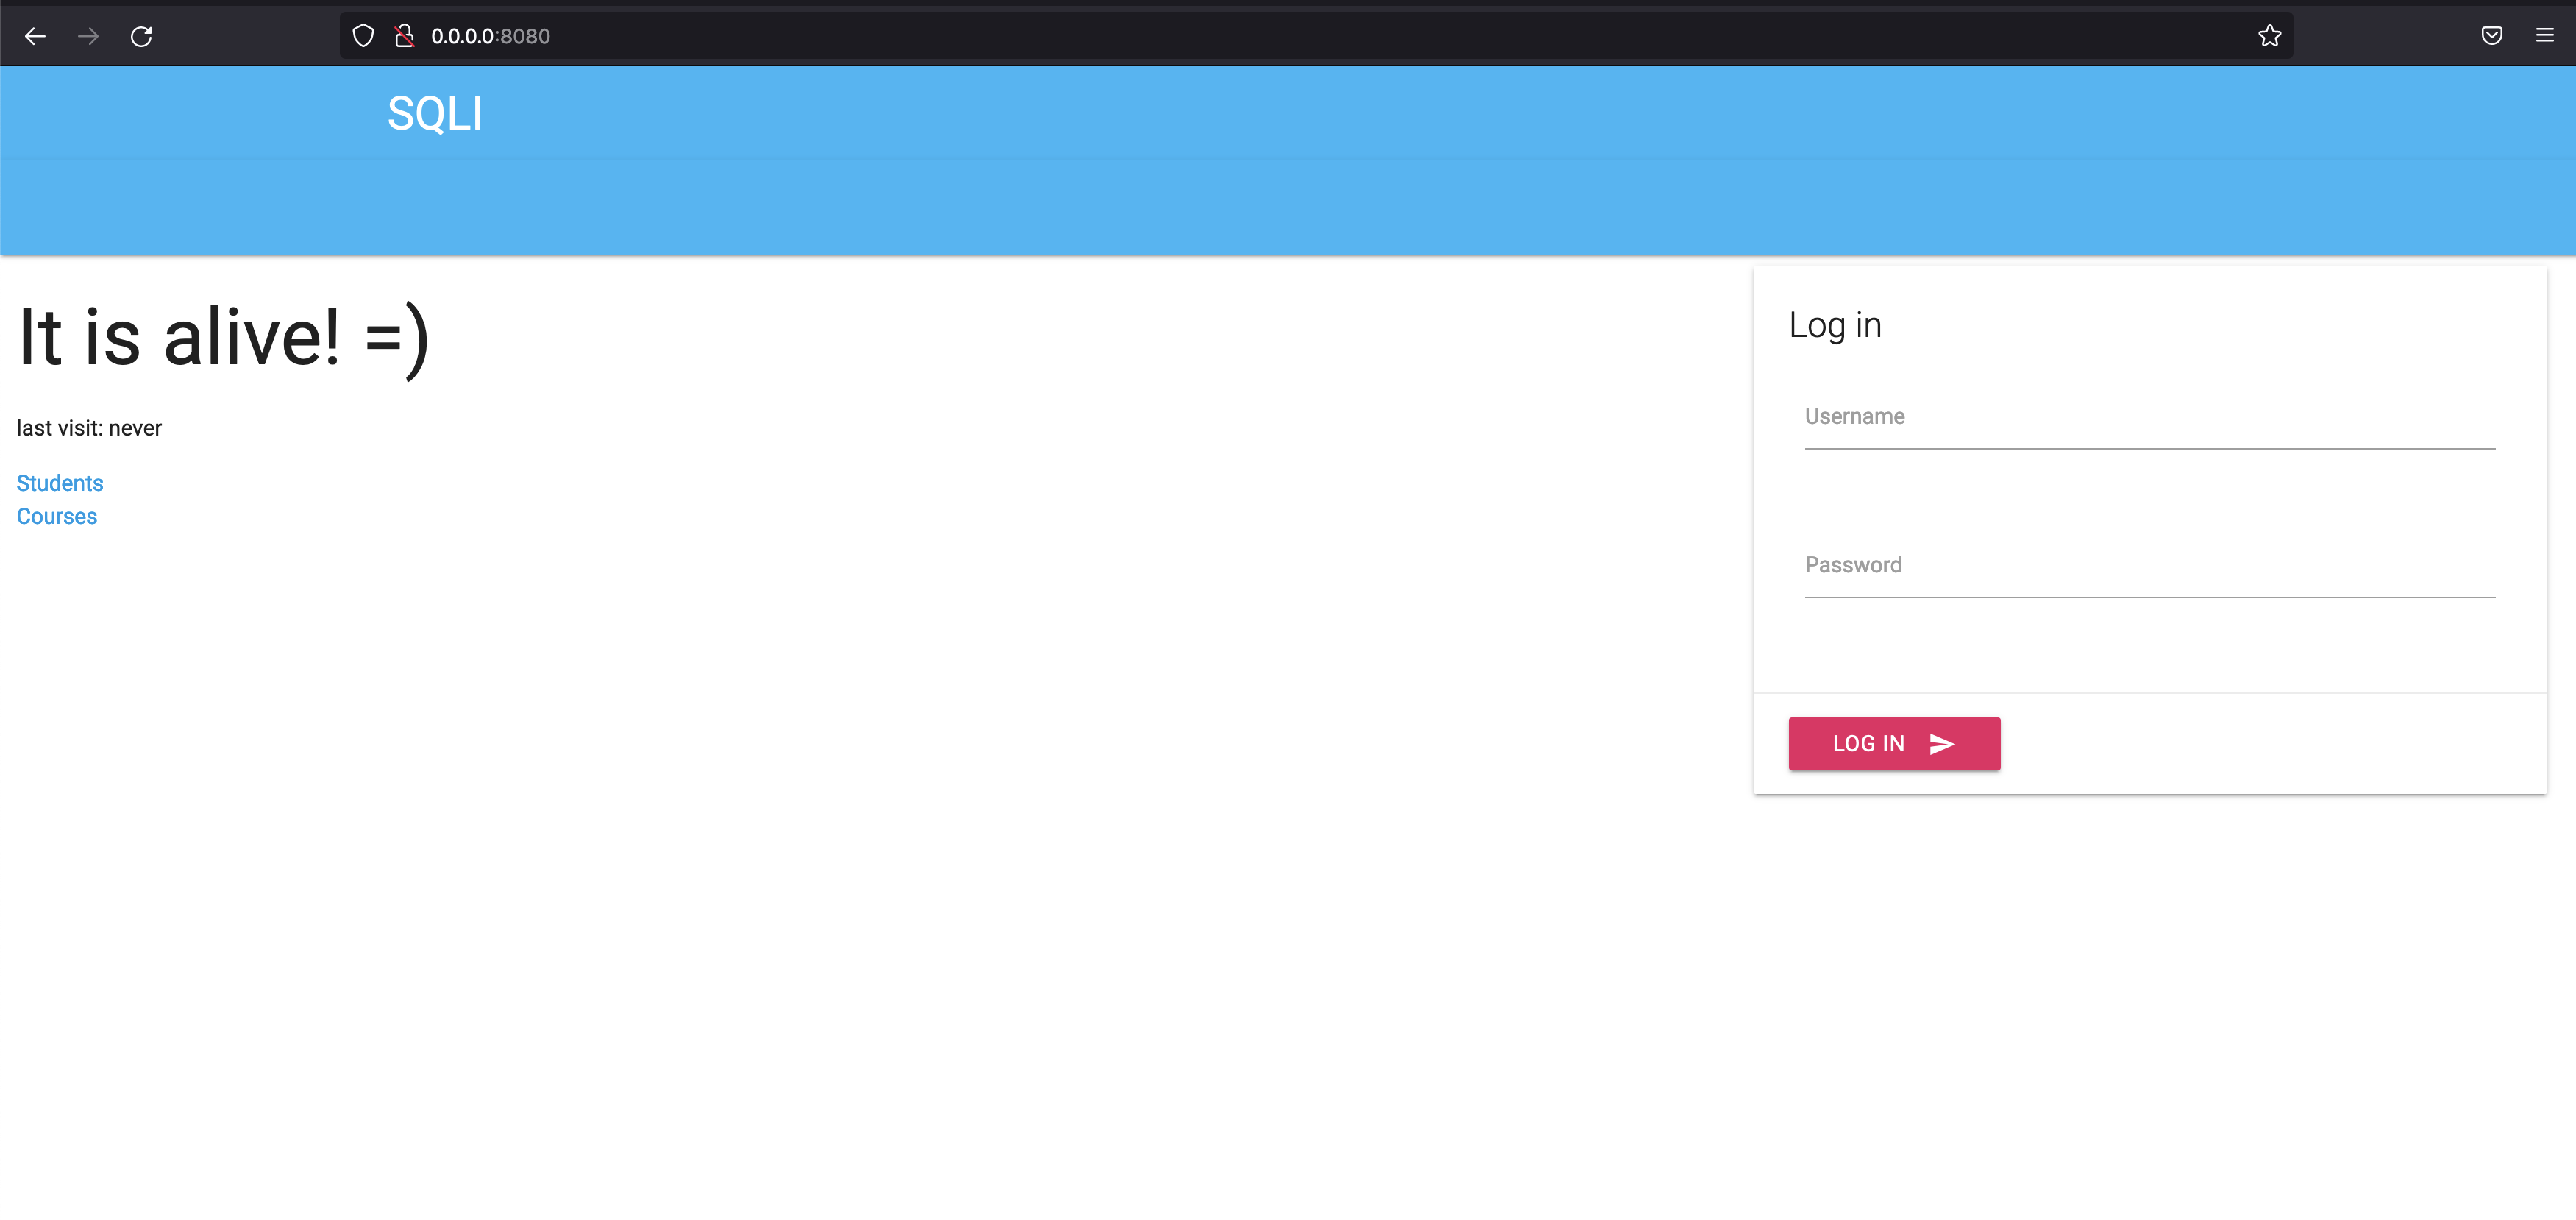 0.0.0.0:8080
SQLI
It is alive! =)
last visit: never
Students
Courses
Log in
Username
Password
LOG IN